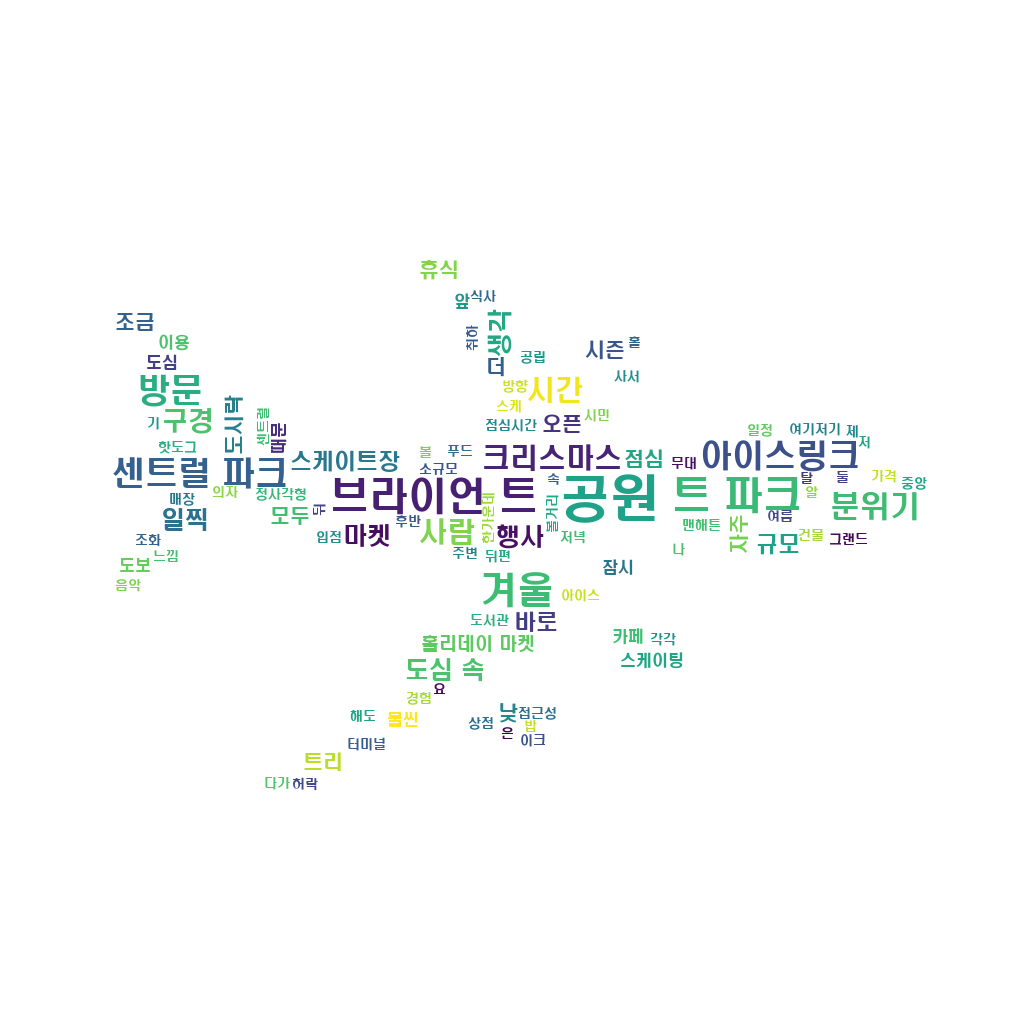 휴식
앞 식사
조금 취하 생각
이용 공립 시즌 홀
도심 더 사서
방문 방향 시간
스케
기 구경 도시락 센트럴 때문 점심시간 오픈 시민
일정 여기저기 제
저
핫도그 볼 푸드
센트럴 파크 스케이트장 소규모 크리스마스 점심 무대 아이스링크
탈 둘 가격 중앙
매장 의자 정사각형 브라이언 트 속 공원 트 파크 알 분위기
일찍 모두 뒤 후반 한가운데 볼거리 여름
조화 입점 마켓 사람 행사 저녁 맨해튼 자주 규모 건물 그랜드
느낌 주변 뒤편 나
도보 잠시
음악 겨울 아이스
도서관 바로
홀리데이 마켓 카페 각각
도심 속 스케이팅
요
경험
해도 물씬 상점 낮 접근성
밥
터미널 은 이크
트리
다가 허락